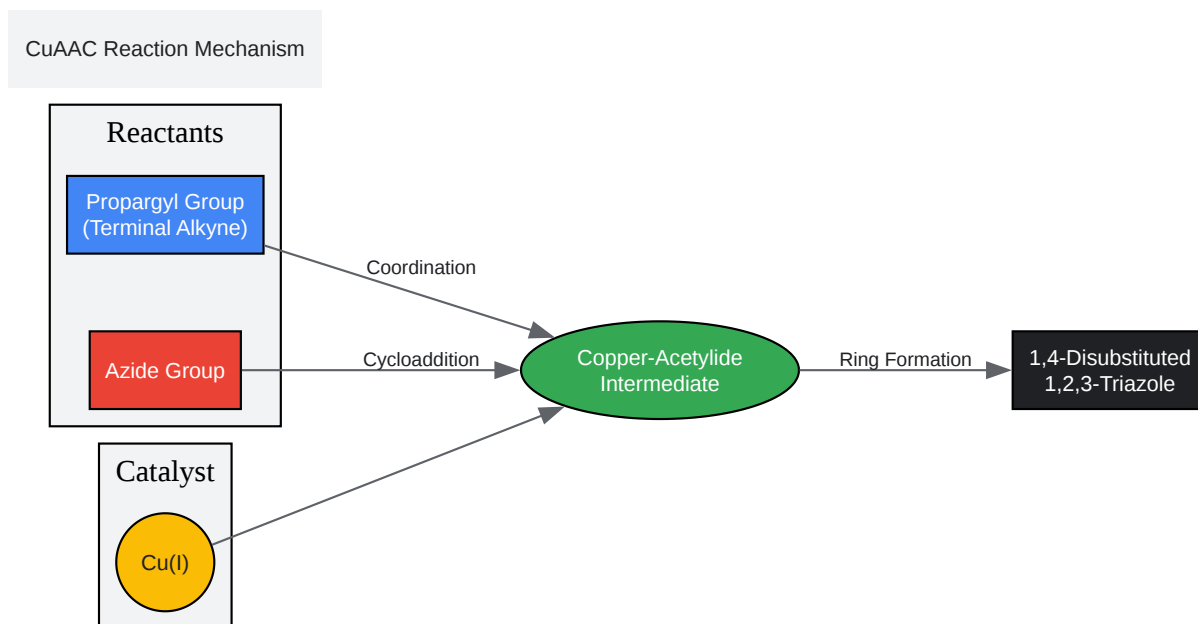 CuAAC Reaction Mechanism
Reactants
Propargyl Group
(Terminal Alkyne)
Coordination
Azide Group
Cycloaddition
Copper-Acetylide
Intermediate
Ring Formation
1,4-Disubstituted
1,2,3-Triazole
Catalyst
Cu(I)